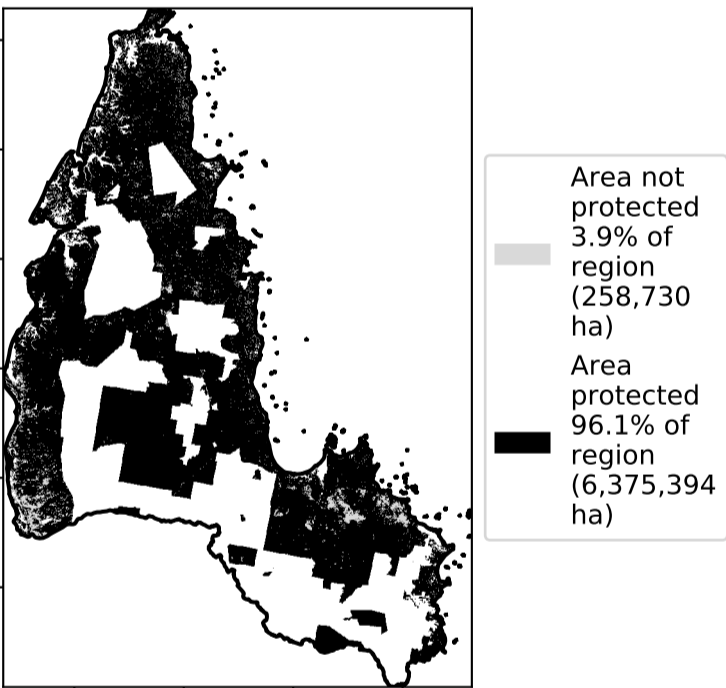 Area not
protected
3.9% of
region
(258,730
ha)
Area
protected
96.1% of
region
(6,375,394
ha)